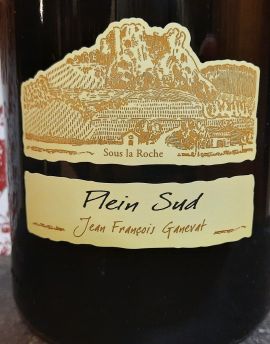 Sous la Roche
Plein Sud
Jean François Ganevat